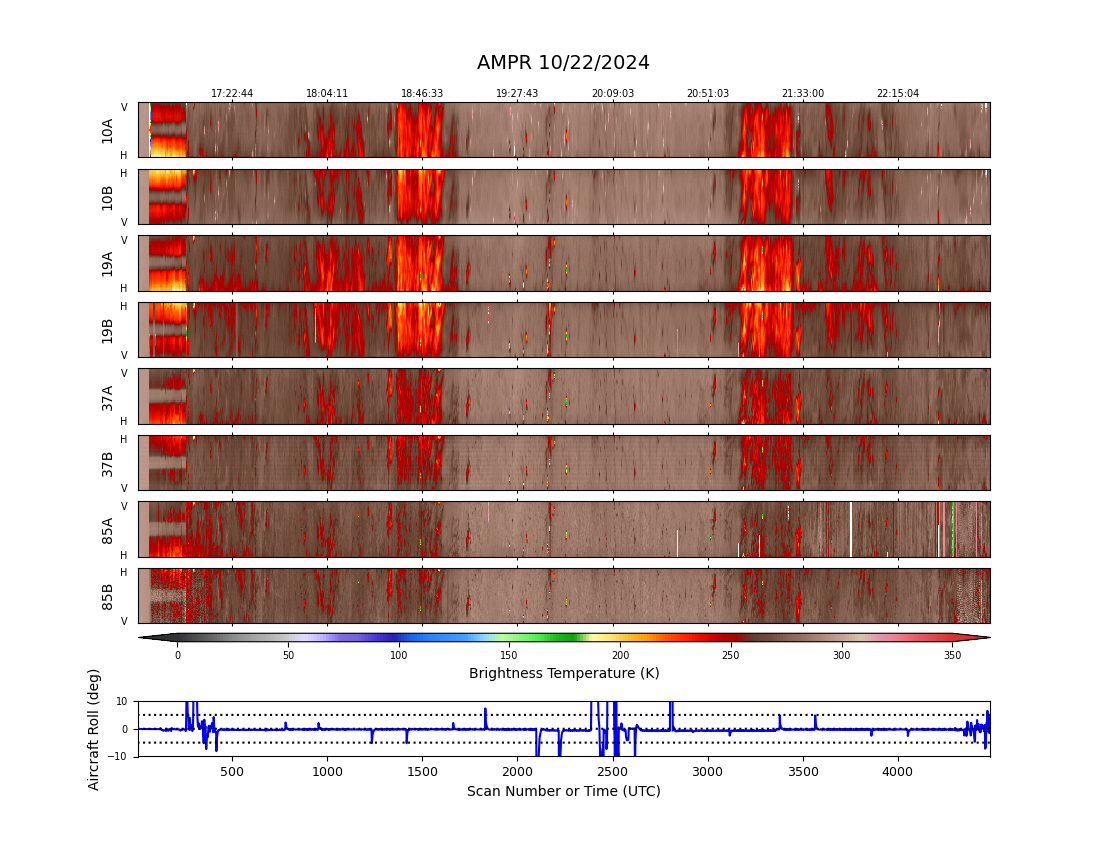 AMPR 10/22/2024
17:22:44 18:04:11 18:46:33 19:27:43 20:09:03 20:51:03 21:33:00 22:15:04
V
10A
H
H
10B
V
V
19A
H
H
19B
V
V
37A
H
H
37B
V
V
85A
H
H
85B
V
0 50 100 150 200 250 300 350
Brightness Temperature (K)
Aircraft Roll (deg)
10
0
−10
500 1000 1500 2000 2500 3000 3500 4000
Scan Number or Time (UTC)